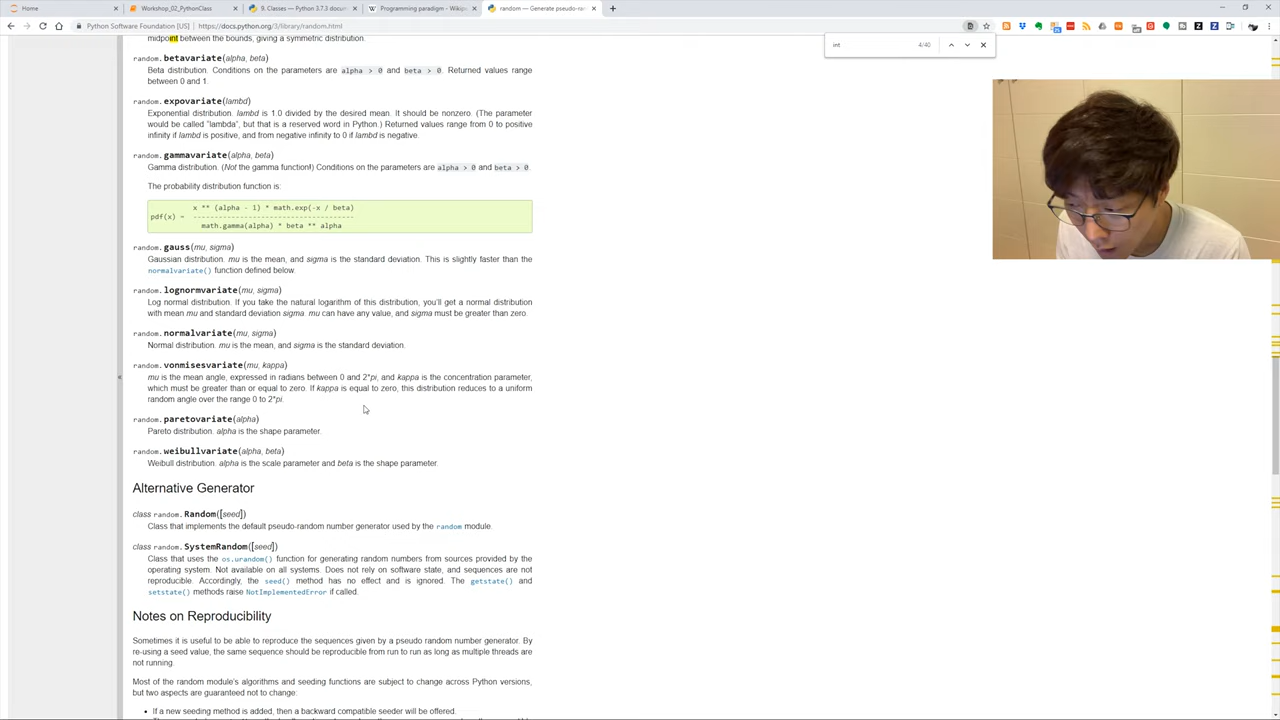 Home
Workshop_02_PythonClass
9. Classes — Python 3.7.3 docum
Programming paradigm - Wikipe
random — Generate pseudo-ran
Python Software Foundation [US] | https://docs.python.org/3/library/random.html
int 4/40
midpoint between the bounds, giving a symmetric distribution.
random.betavariate(alpha, beta)
Beta distribution. Conditions on the parameters are alpha > 0 and beta > 0. Returned values range
between 0 and 1.
random.expovariate(lambd)
Exponential distribution. lambd is 1.0 divided by the desired mean. It should be nonzero. (The parameter
would be called “lambda”, but that is a reserved word in Python.) Returned values range from 0 to positive
infinity if lambd is positive, and from negative infinity to 0 if lambd is negative.
random.gammavariate(alpha, beta)
Gamma distribution. (Not the gamma function!) Conditions on the parameters are alpha > 0 and beta > 0.
The probability distribution function is:
x ** (alpha - 1) * math.exp(-x / beta)
pdf(x) = --------------------------------------
math.gamma(alpha) * beta ** alpha
random.gauss(mu, sigma)
Gaussian distribution. mu is the mean, and sigma is the standard deviation. This is slightly faster than the
normalvariate() function defined below.
random.lognormvariate(mu, sigma)
Log normal distribution. If you take the natural logarithm of this distribution, you’ll get a normal distribution
with mean mu and standard deviation sigma. mu can have any value, and sigma must be greater than zero.
random.normalvariate(mu, sigma)
Normal distribution. mu is the mean, and sigma is the standard deviation.
random.vonmisesvariate(mu, kappa)
mu is the mean angle, expressed in radians between 0 and 2*pi, and kappa is the concentration parameter,
which must be greater than or equal to zero. If kappa is equal to zero, this distribution reduces to a uniform
random angle over the range 0 to 2*pi.
random.paretovariate(alpha)
Pareto distribution. alpha is the shape parameter.
random.weibullvariate(alpha, beta)
Weibull distribution. alpha is the scale parameter and beta is the shape parameter.
Alternative Generator
class random.Random([seed])
Class that implements the default pseudo-random number generator used by the random module.
class random.SystemRandom([seed])
Class that uses the os.urandom() function for generating random numbers from sources provided by the
operating system. Not available on all systems. Does not rely on software state, and sequences are not
reproducible. Accordingly, the seed() method has no effect and is ignored. The getstate() and
setstate() methods raise NotImplementedError if called.
Notes on Reproducibility
Sometimes it is useful to be able to reproduce the sequences given by a pseudo random number generator. By
re-using a seed value, the same sequence should be reproducible from run to run as long as multiple threads are
not running.
Most of the random module’s algorithms and seeding functions are subject to change across Python versions,
but two aspects are guaranteed not to change:
• If a new seeding method is added, then a backward compatible seeder will be offered.